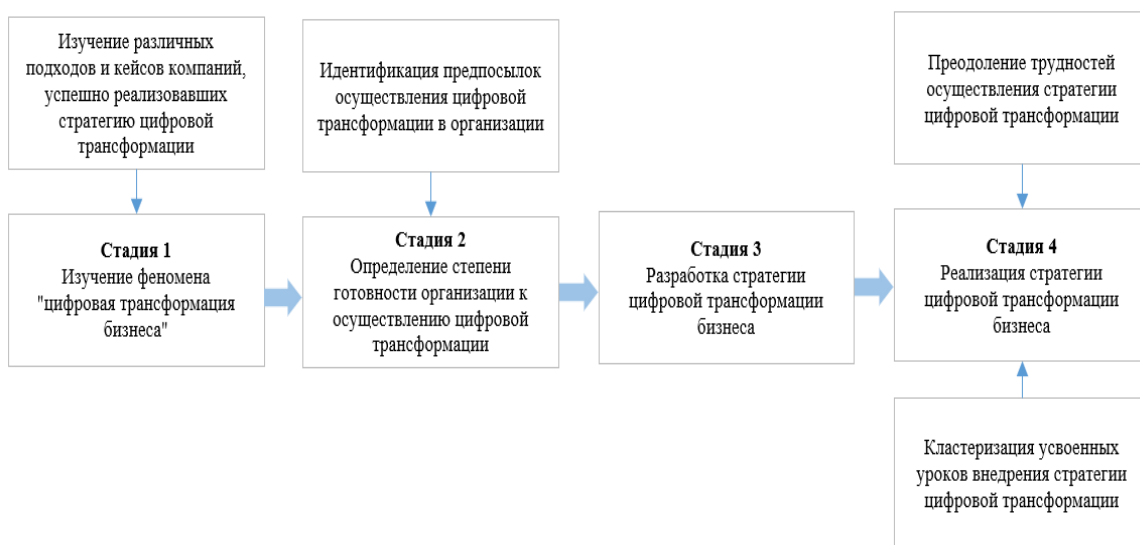 Изучение различных
подходов и кейсов компаний,
успешно реализовавших
стратегию цифровой
трансформации
Идентификация предпосылок
осуществления цифровой
трансформации в организации
Преодоление трудностей
осуществления стратегии
цифровой трансформации
Стадия 1
Изучение феномена
"цифровая трансформация
бизнеса"
Стадия 2
Определение степени
готовности организации к
осуществлению цифровой
трансформации
Стадия 3
Разработка стратегии
цифровой трансформации
бизнеса
Стадия 4
Реализация стратегии
цифровой трансформации
бизнеса
Кластеризация усвоенных
уроков внедрения стратегии
цифровой трансформации